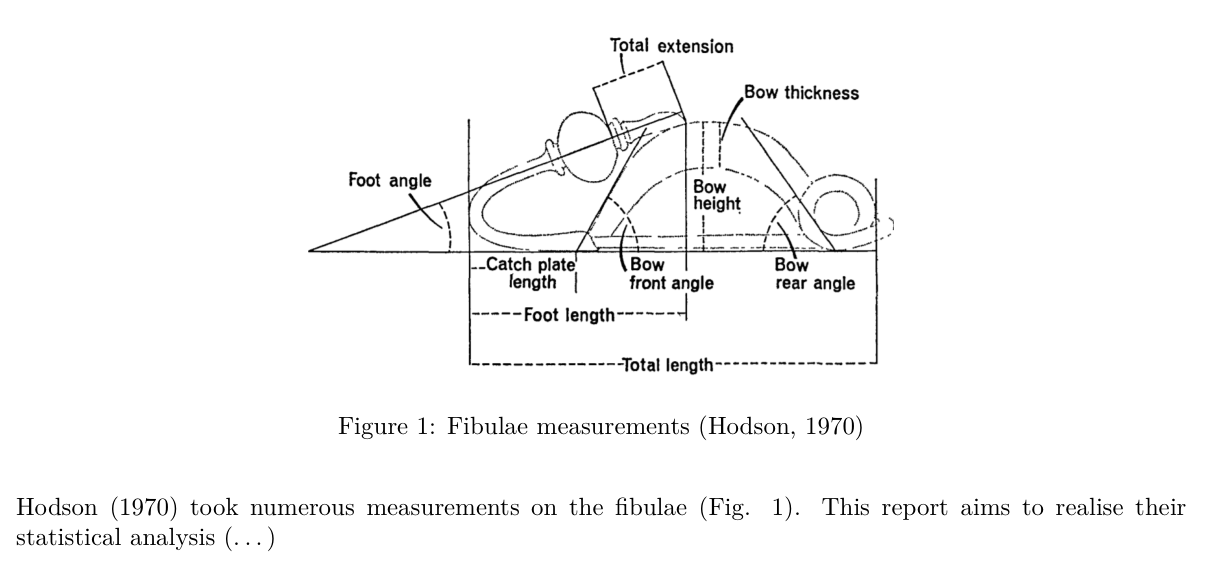 Total extension
Bow thickness
Foot angle
Bow
height
Catch plate
length
Bow
front angle
Bow
rear angle
Foot length
Total length
Figure 1: Fibulae measurements (Hodson, 1970)
Hodson (1970) took numerous measurements on the fibulae (Fig. 1). This report aims to realise their
statistical analysis (...)